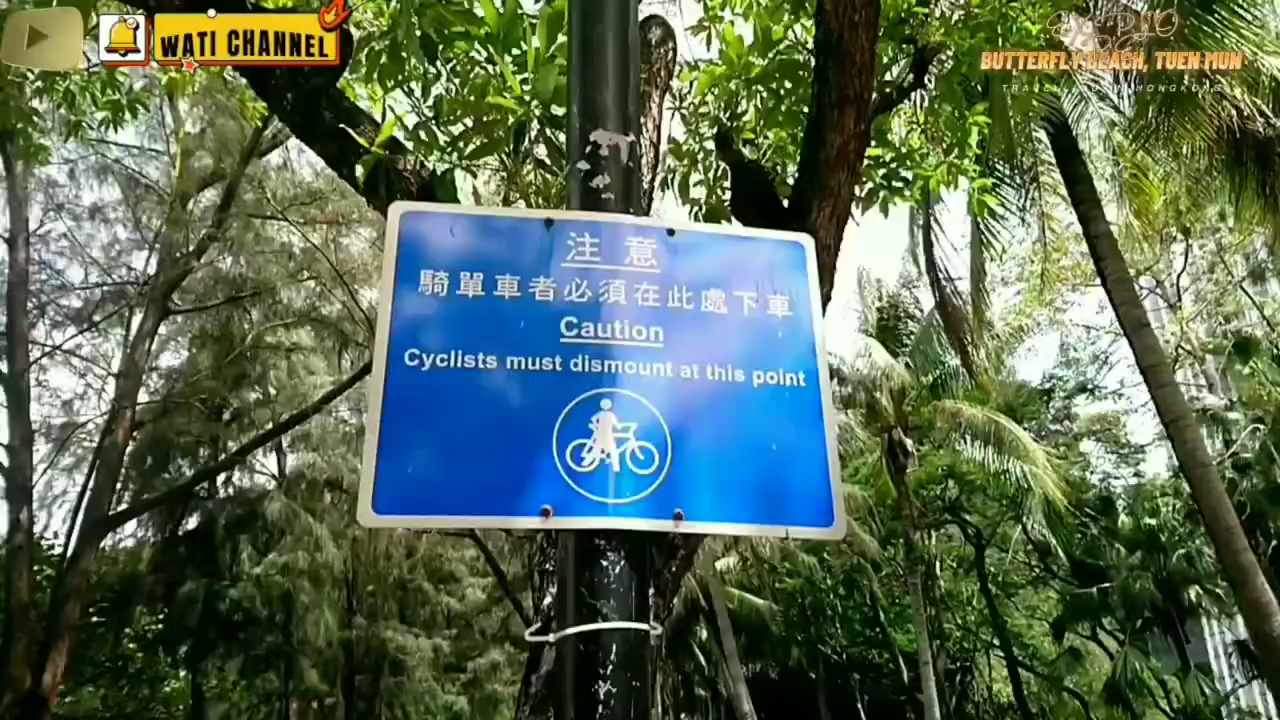 WATI CHANNEL
BUTTERFLY BEACH, TUEN MUN
注意
騎單車者必須在此處下車
Caution
Cyclists must dismount at this point